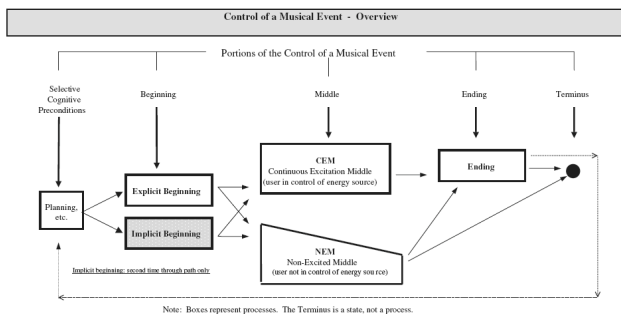 Control of a Musical Event - Overview
Portions of the Control of a Musical Event
Selective
Cognitive
Preconditions
Beginning
Middle
Ending
Terminus
Planning,
etc.
Explicit Beginning
Implicit Beginning
CEM
Continuous Excitation Middle
(user in control of energy source)
NEM
Non-Excited Middle
(user not in control of energy source)
Ending
Implicit beginning: second time through path only
Note: Boxes represent processes. The Terminus is a state, not a process.